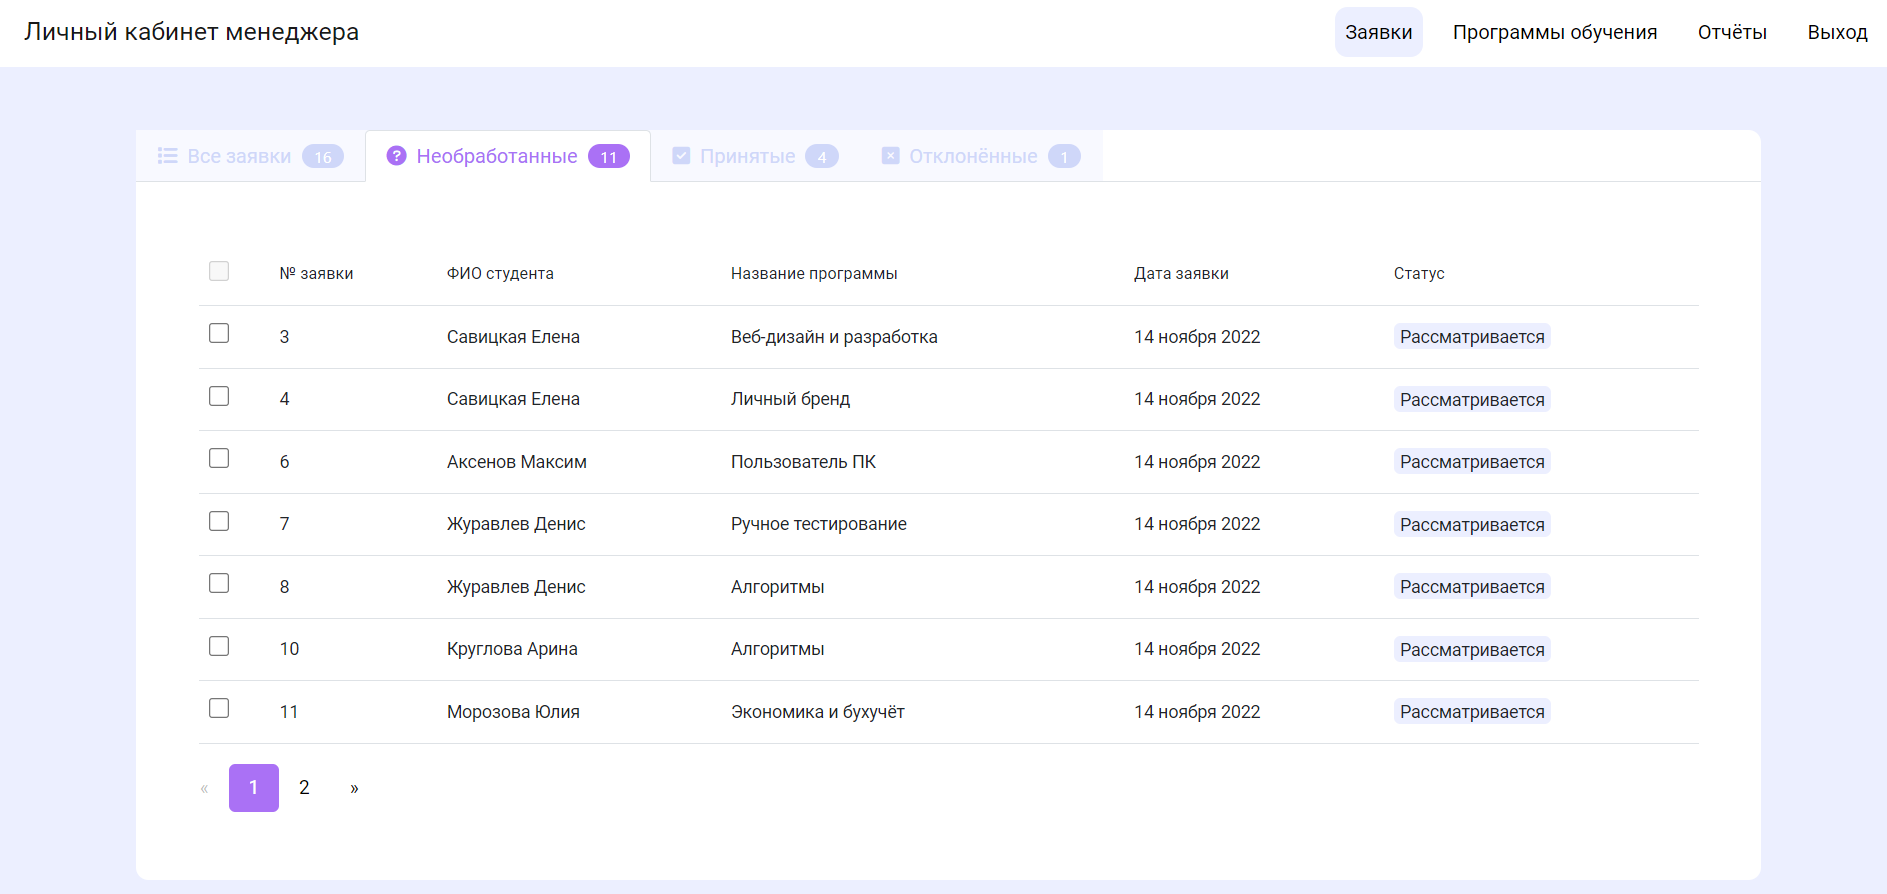 Личный кабинет менеджера
Заявки Программы обучения Отчёты Выход
Все заявки 16 Необработанные 11 Принятые 4 Отклонённые 1
№ заявки ФИО студента Название программы Дата заявки Статус
3 Савицкая Елена Веб-дизайн и разработка 14 ноября 2022 Рассматривается
4 Савицкая Елена Личный бренд 14 ноября 2022 Рассматривается
6 Аксенов Максим Пользователь ПК 14 ноября 2022 Рассматривается
7 Журавлев Денис Ручное тестирование 14 ноября 2022 Рассматривается
8 Журавлев Денис Алгоритмы 14 ноября 2022 Рассматривается
10 Круглова Арина Алгоритмы 14 ноября 2022 Рассматривается
11 Морозова Юлия Экономика и бухучёт 14 ноября 2022 Рассматривается
« 1 2 »